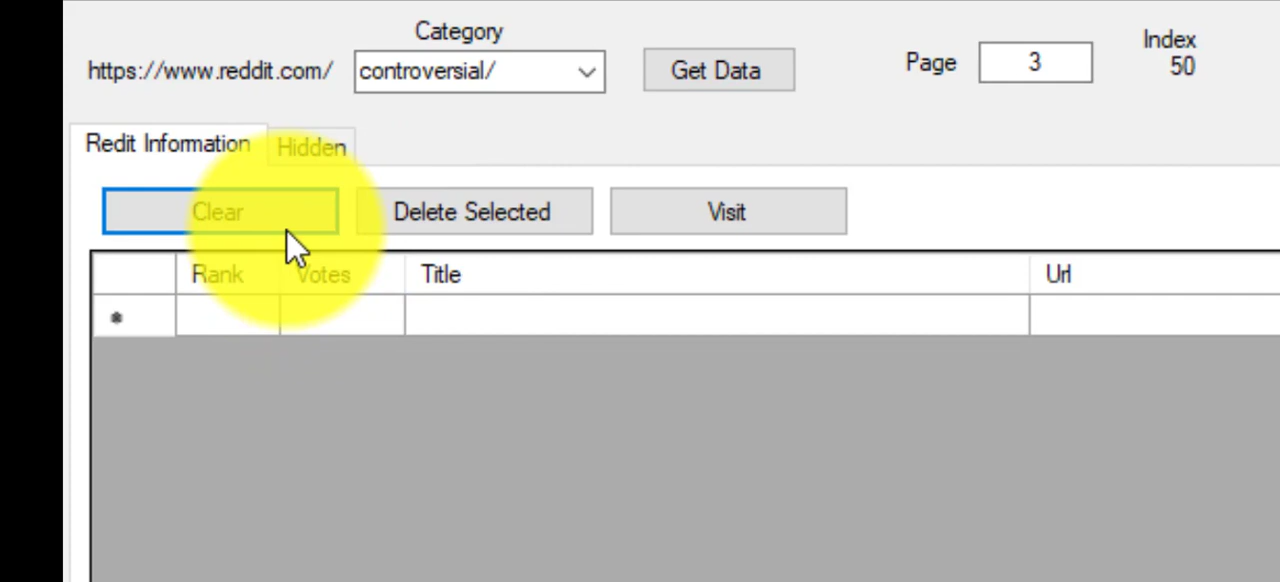 Category
https://www.reddit.com/ controversial/ Get Data Page 3 Index 50
Redit Information Hidden
Clear Delete Selected Visit
Rank Votes Title Url
*